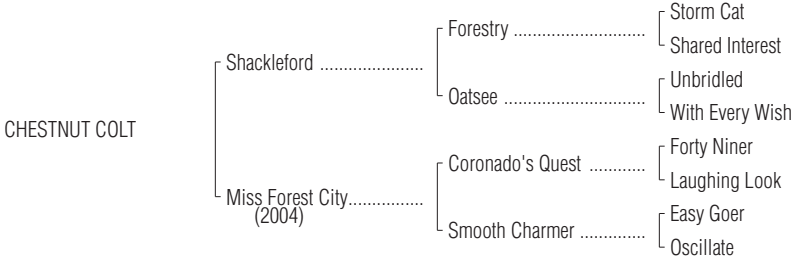 Storm Cat
Forestry ............................
Shared Interest
Shackleford ......................
Unbridled
Oatsee ..............................
With Every Wish
CHESTNUT COLT
Forty Niner
Coronado's Quest ............
Laughing Look
Miss Forest City................
(2004)
Easy Goer
Smooth Charmer ..............
Oscillate